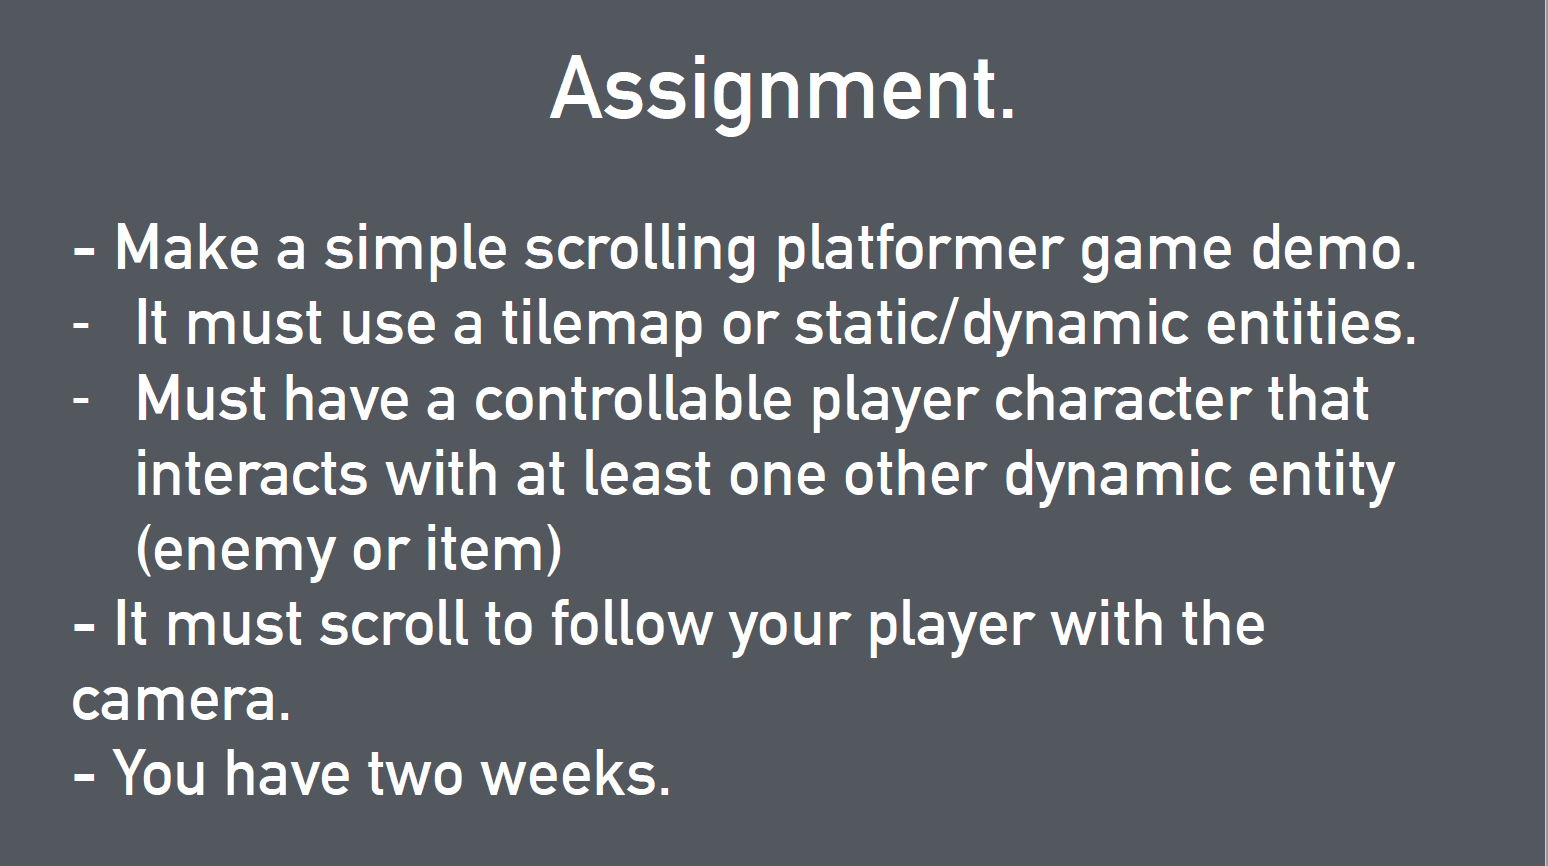 Assignment.
- Make a simple scrolling platformer game demo.
- It must use a tilemap or static/dynamic entities.
- Must have a controllable player character that
interacts with at least one other dynamic entity
(enemy or item)
- It must scroll to follow your player with the
camera.
- You have two weeks.